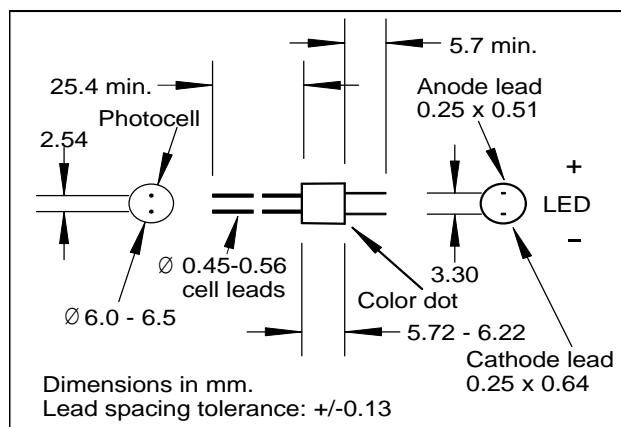 5.7 min.
25.4 min.
Anode lead
0.25 x 0.51
Photocell
2.54
+
LED
–
Ø 0.45-0.56
cell leads
3.30
Color dot
Ø 6.0 - 6.5
5.72 - 6.22
Cathode lead
0.25 x 0.64
Dimensions in mm.
Lead spacing tolerance: +/-0.13